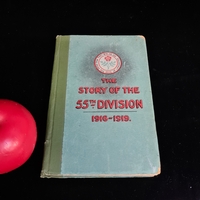 THE
STORY OF THE
55TH DIVISION
1916-1919.